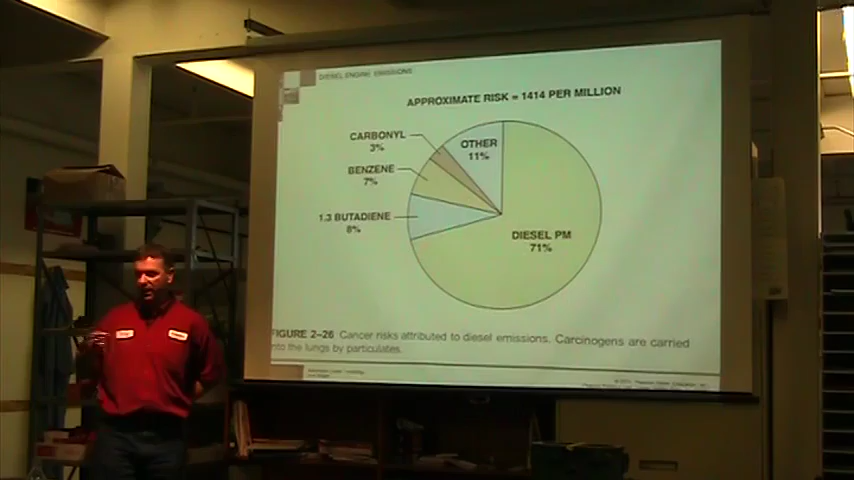 DIESEL ENGINE EMISSIONS
APPROXIMATE RISK = 1414 PER MILLION
CARBONYL
3%
OTHER
11%
BENZENE
7%
1.3 BUTADIENE
8%
DIESEL PM
71%
FIGURE 2–26 Cancer risks attributed to diesel emissions. Carcinogens are carried
into the lungs by particulates.